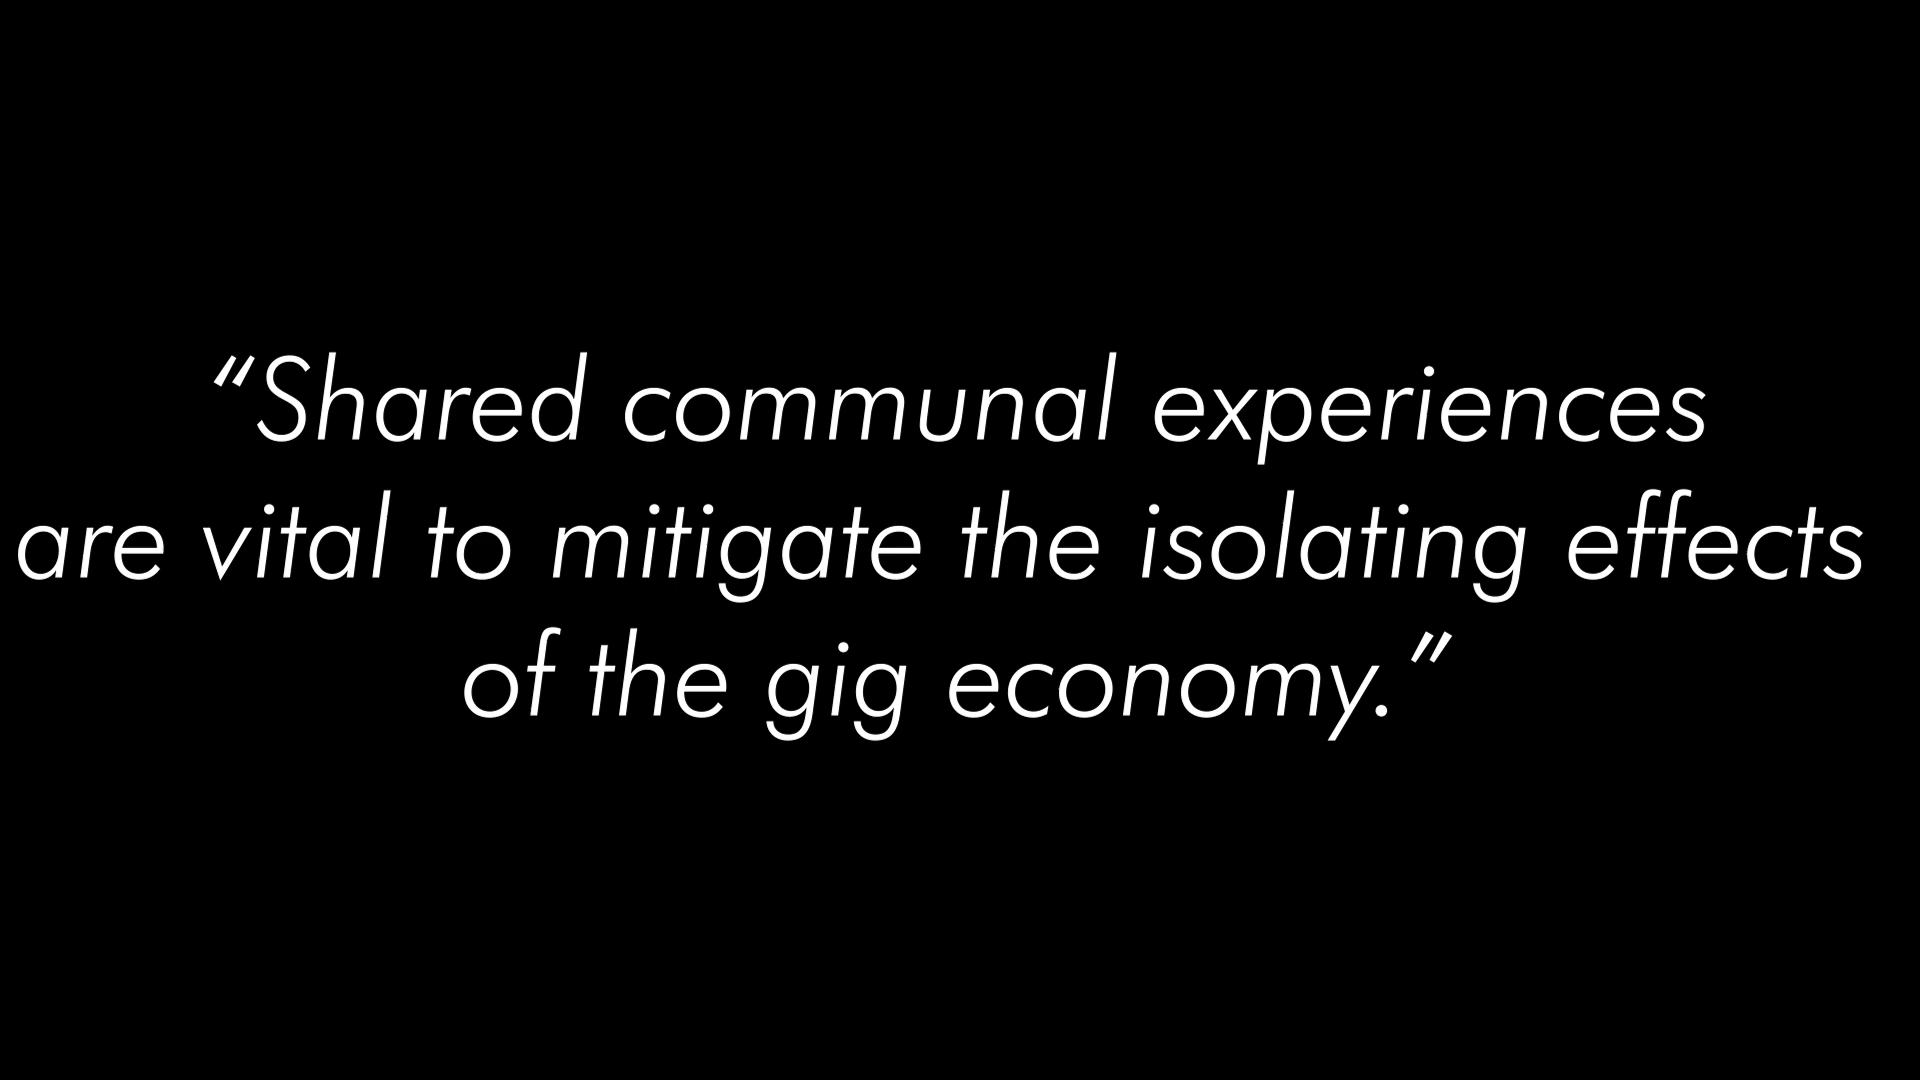 “Shared communal experiences
are vital to mitigate the isolating effects
of the gig economy.”